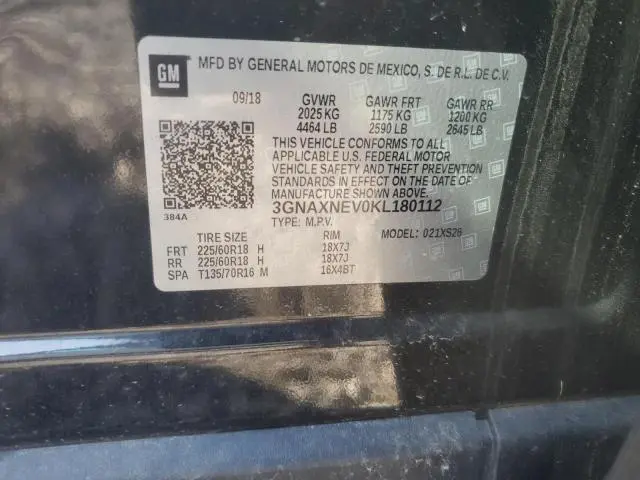 GM
MFD BY GENERAL MOTORS DE MEXICO, S. DE R.L. DE C.V.
09/18 GVWR GAWR FRT GAWR RR
2025 KG 1175 KG 1200 KG
4464 LB 2590 LB 2645 LB
THIS VEHICLE CONFORMS TO ALL
APPLICABLE U.S. FEDERAL MOTOR
VEHICLE SAFETY AND THEFT
PREVENTION STANDARDS IN EFFECT
ON THE DATE OF MANUFACTURE
SHOWN ABOVE.
384A
3GNAXNEV0KL180112
TYPE: M.P.V. MODEL: 021XS26
TIRE SIZE RIM
FRT 225/60R18 H 18X7J
RR 225/60R18 H 18X7J
SPA T135/70R16 M 16X4BT